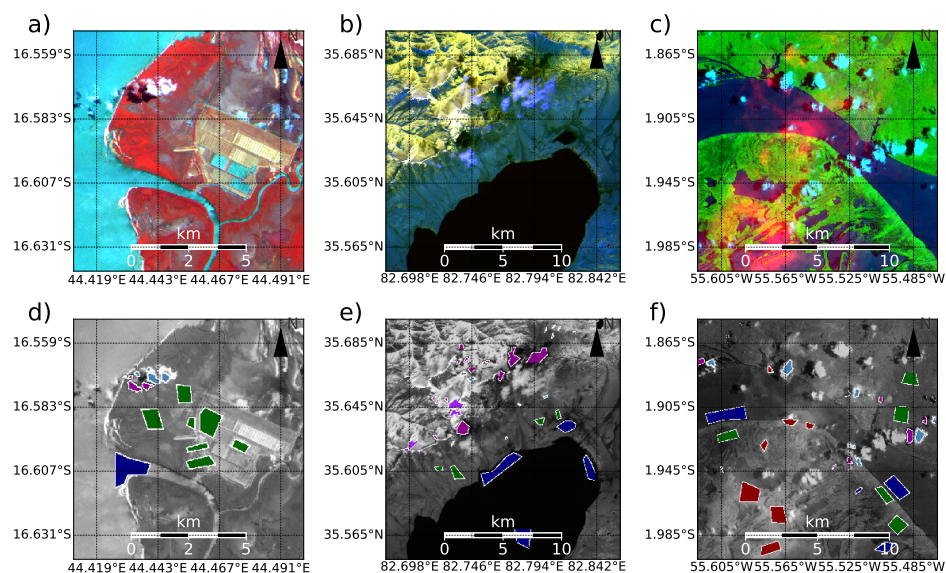 a)
b)
c)
16.559°S
16.583°S
16.607°S
16.631°S
N
km
0 2 5
44.419°E 44.443°E 44.467°E 44.491°E
35.685°N
35.645°N
35.605°N
35.565°N
N
km
0 5 10
82.698°E 82.746°E 82.794°E 82.842°E
1.865°S
1.905°S
1.945°S
1.985°S
N
km
0 5 10
55.605°W 55.565°W 55.525°W 55.485°W
d)
e)
f)
16.559°S
16.583°S
16.607°S
16.631°S
N
km
0 2 5
44.419°E 44.443°E 44.467°E 44.491°E
35.685°N
35.645°N
35.605°N
35.565°N
N
km
0 5 10
82.698°E 82.746°E 82.794°E 82.842°E
1.865°S
1.905°S
1.945°S
1.985°S
N
km
0 5 10
55.605°W 55.565°W 55.525°W 55.485°W